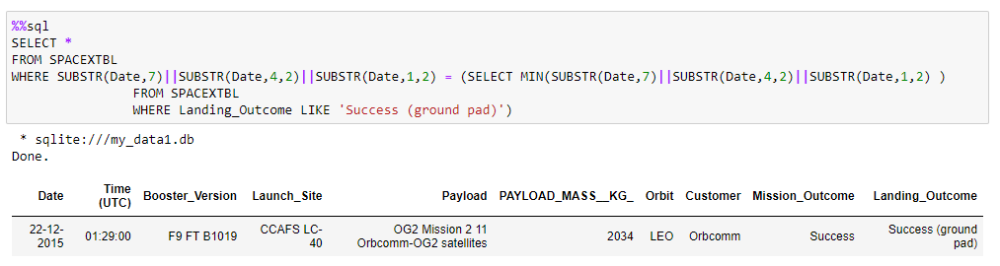 %%sql
SELECT *
FROM SPACEXTBL
WHERE SUBSTR(Date,7)||SUBSTR(Date,4,2)||SUBSTR(Date,1,2) = (SELECT MIN(SUBSTR(Date,7)||SUBSTR(Date,4,2)||SUBSTR(Date,1,2) )
FROM SPACEXTBL
WHERE Landing_Outcome LIKE 'Success (ground pad)')
* sqlite:///my_data1.db
Done.
Date Time (UTC) Booster_Version Launch_Site Payload PAYLOAD_MASS__KG_ Orbit Customer Mission_Outcome Landing_Outcome
22-12-2015 01:29:00 F9 FT B1019 CCAFS LC-40 OG2 Mission 2 11 Orbcomm-OG2 satellites 2034 LEO Orbcomm Success Success (ground pad)